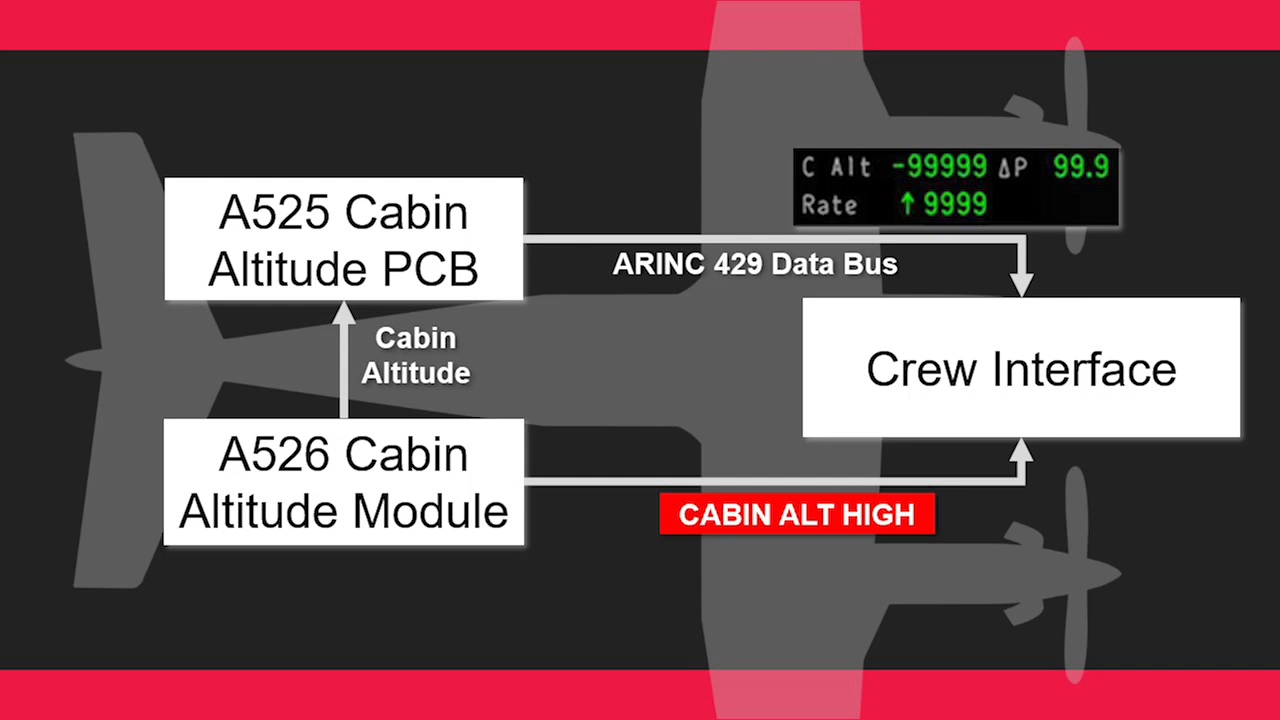 C Alt -99999 ΔP 99.9
Rate ↑ 9999
A525 Cabin
Altitude PCB
ARINC 429 Data Bus
Cabin
Altitude
Crew Interface
A526 Cabin
Altitude Module
CABIN ALT HIGH